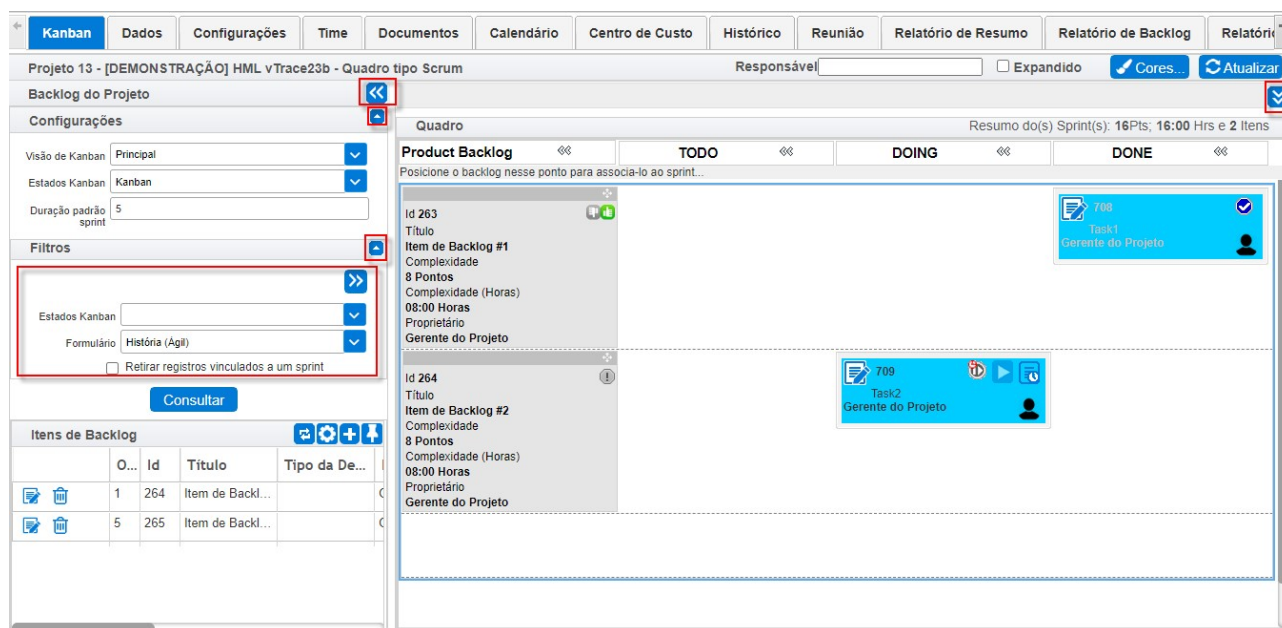 Kanban Dados Configurações Time Documentos Calendário Centro de Custo Histórico Reunião Relatório de Resumo Relatório de Backlog
Projeto 13 - [DEMONSTRAÇÃO] HML vTrace23b - Quadro tipo Scrum Responsável Expandido Cores... Atualizar
Backlog do Projeto
Configurações
Visão de Kanban Principal
Estados Kanban Kanban
Duração padrão sprint 5
Filtros
Estados Kanban
Formulário História (Ágil)
Retirar registros vinculados a um sprint
Consultar
Itens de Backlog
O... Id Título Tipo da De...
1 264 Item de Backl...
5 265 Item de Backl...
Quadro Resumo do(s) Sprint(s): 16Pts; 16:00 Hrs e 2 Itens
Product Backlog TODO DOING DONE
Posicione o backlog nesse ponto para associa-lo ao sprint...
Id 263
Título
Item de Backlog #1
Complexidade
8 Pontos
Complexidade (Horas)
08:00 Horas
Proprietário
Gerente do Projeto
708
Task1
Gerente do Projeto
Id 264
Título
Item de Backlog #2
Complexidade
8 Pontos
Complexidade (Horas)
08:00 Horas
Proprietário
Gerente do Projeto
709
Task2
Gerente do Projeto